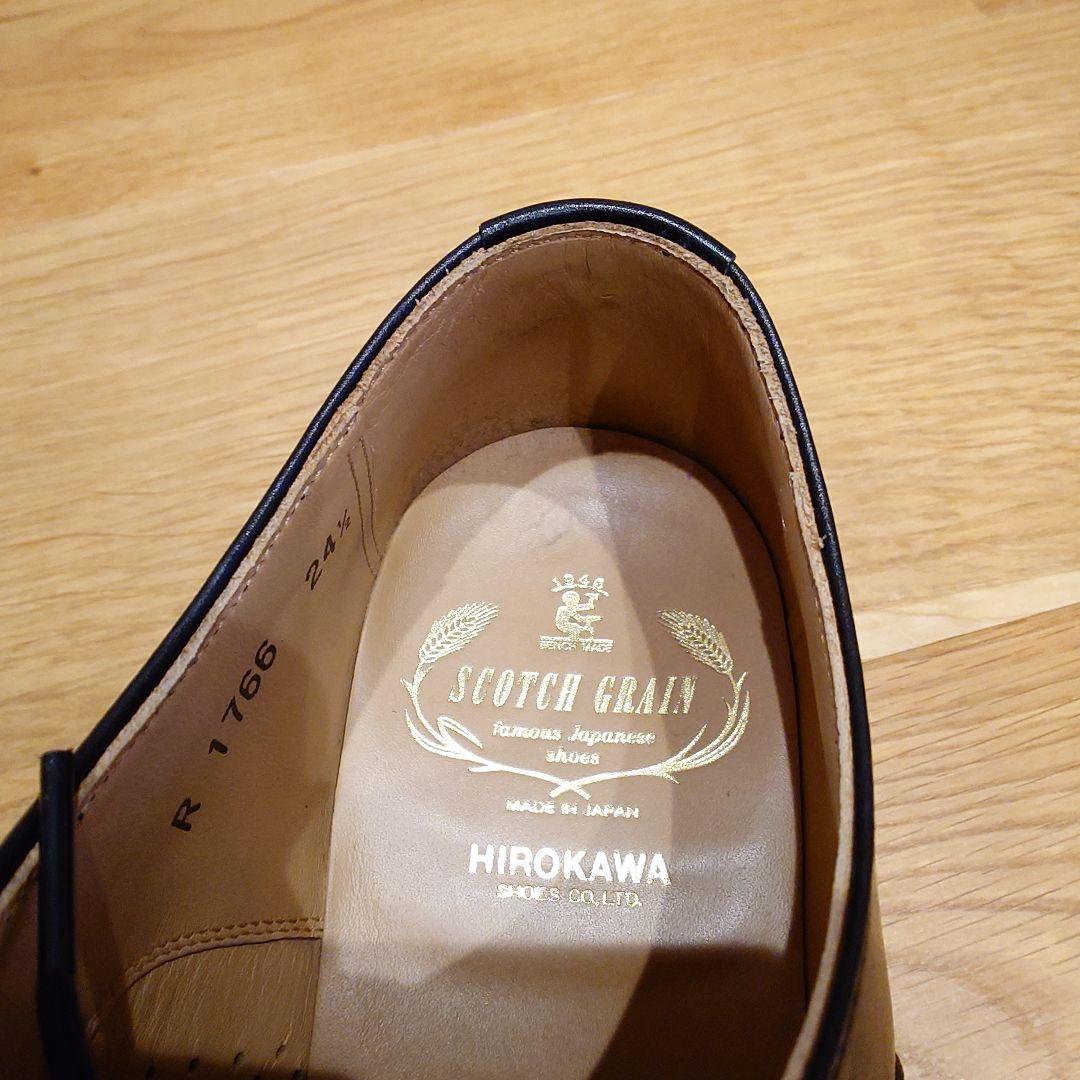 24½
R 1766
1946
BENCH MADE
SCOTCH GRAIN
famous Japanese
shoes
MADE IN JAPAN
HIROKAWA
SHOES CO,.LTD.